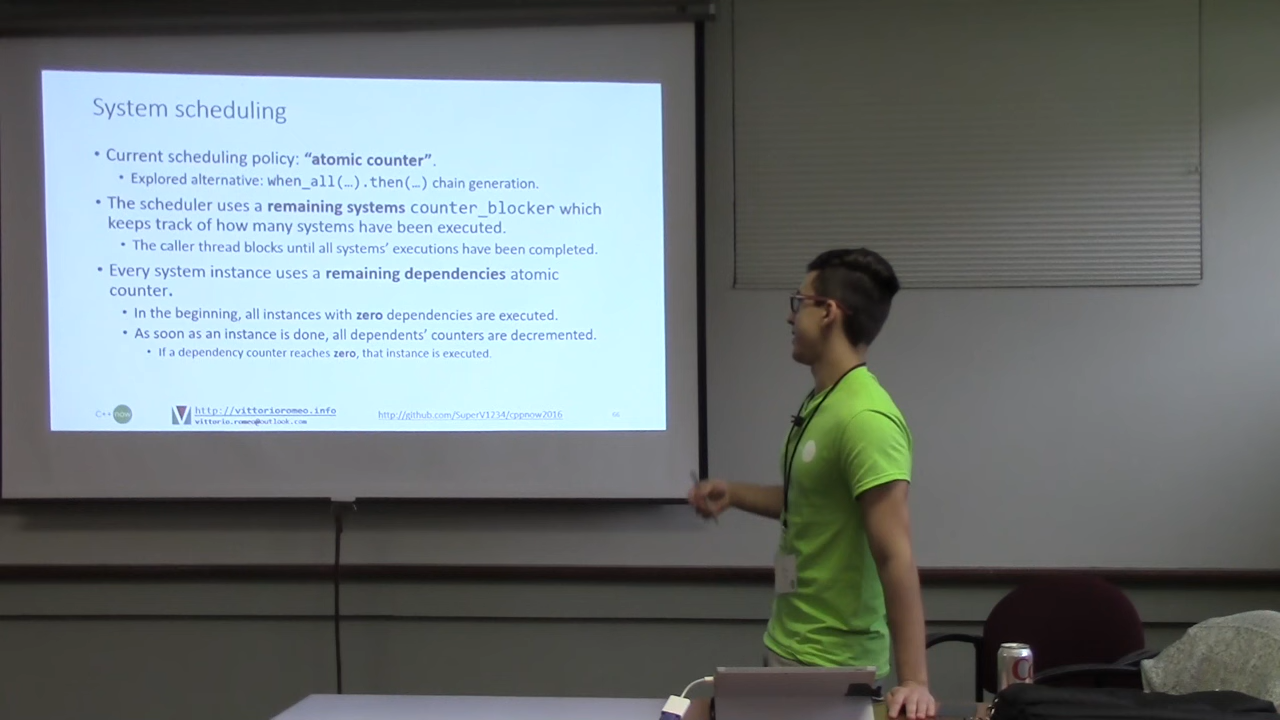 System scheduling
• Current scheduling policy: “atomic counter”.
• Explored alternative: when_all(…).then(…) chain generation.
• The scheduler uses a remaining systems counter_blocker which
keeps track of how many systems have been executed.
• The caller thread blocks until all systems’ executions have been completed.
• Every system instance uses a remaining dependencies atomic
counter.
• In the beginning, all instances with zero dependencies are executed.
• As soon as an instance is done, all dependents’ counters are decremented.
• If a dependency counter reaches zero, that instance is executed.
C++ now
http://vittorioromeo.info
vittorio.romeo@outlook.com
http://github.com/SuperV1234/cppnow2016